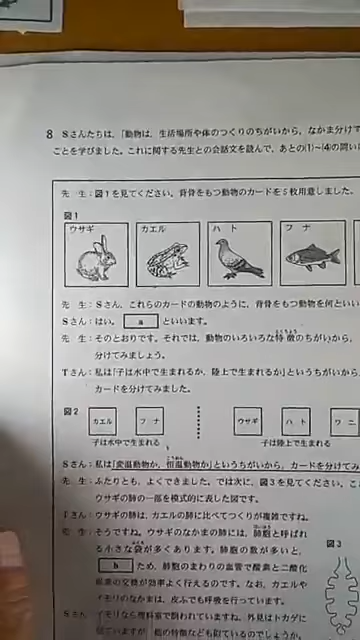 8 Sさんたちは、「動物は、生活場所や体のつくりのちがいから、なかま分けす
ことを学びました。これに関する先生との会話文を読んで、あとの(1)～(4)の問い
先 生：図1を見てください。背骨をもつ動物のカードを5枚用意しました。
図1
ウサギ カエル ハト フナ
先 生：Sさん、これらのカードの動物のように、背骨をもつ動物を何とい
Sさん：はい。 a といいます。
先 生：そのとおりです。それでは、動物のいろいろな特徴のちがいから、
分けてみましょう。
Tさん：私は「子は水中で生まれるか、陸上で生まれるか」というちがいから、
カードを分けてみました。
図2
カエル フナ ウサギ ハト ワニ
子は水中で生まれる 子は陸上で生まれる
Sさん：私は「変温動物か、恒温動物か」というちがいから、カードを分けてみ
先 生：ふたりとも、よくできました。では次に、図3を見てください。こ
ウサギの肺の一部を模式的に表した図です。
Tさん：ウサギの肺は、カエルの肺に比べてつくりが複雑ですね。
先 生：そうですね。ウサギのなかまの肺には、肺胞と呼ばれ
る小さな袋が多くあります。肺胞の数が多いと、
b ため、肺胞のまわりの血管で酸素と二酸化
炭素の交換が効率よく行えるのです。なお、カエルや
イモリのなかまは、皮ふでも呼吸を行っています。
図3
Sさん：イモリなら理科室で飼われていますね。外見はトカゲに
似ていますが、